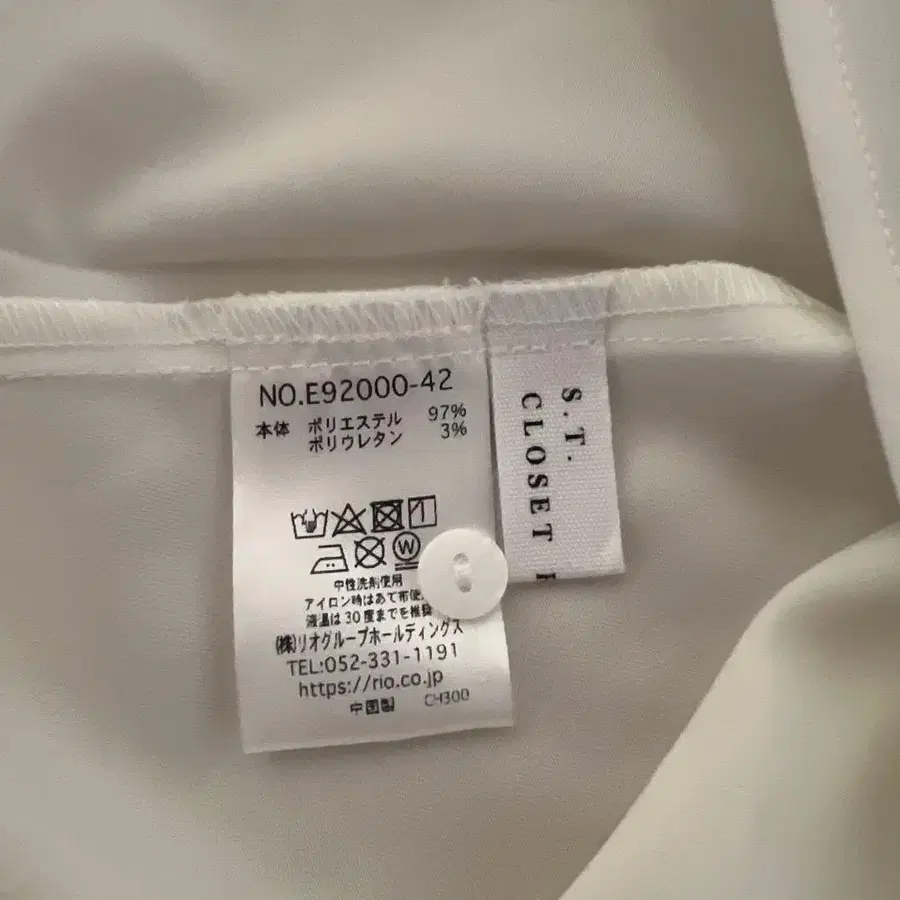 NO.E92000-42
本体 ポリエステル 97%
ポリウレタン 3%
W
中性洗剤使用
アイロン時はあて布使
液温は30度までを推奨
(株)リオグループホールディングス
TEL:052-331-1191
https://rio.co.jp
中国製 CH300
S.T.
CLOSET